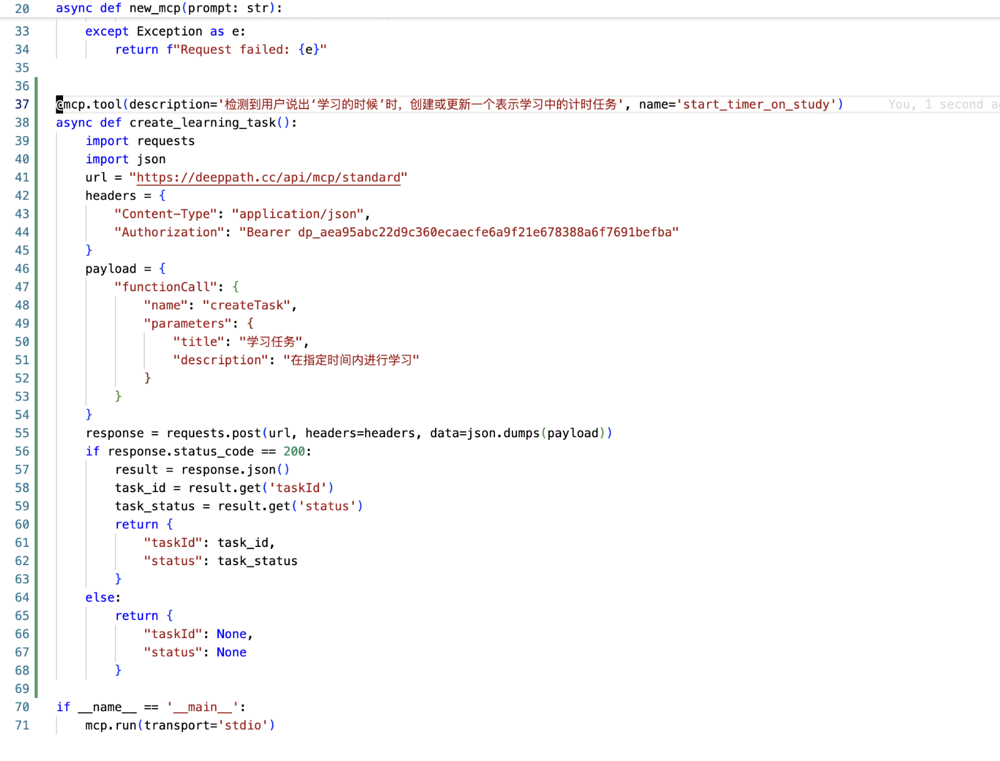 20 async def new_mcp(prompt: str):
33 except Exception as e:
34 return f"Request failed: {e}"
35
36
37 @mcp.tool(description='检测到用户说出‘学习的时候’时，创建或更新一个表示学习中的计时任务', name='start_timer_on_study') You, 1 second a
38 async def create_learning_task():
39 import requests
40 import json
41 url = "https://deeppath.cc/api/mcp/standard"
42 headers = {
43 "Content-Type": "application/json",
44 "Authorization": "Bearer dp_aea95abc22d9c360ecaecfe6a9f21e678388a6f7691befba"
45 }
46 payload = {
47 "functionCall": {
48 "name": "createTask",
49 "parameters": {
50 "title": "学习任务",
51 "description": "在指定时间内进行学习"
52 }
53 }
54 }
55 response = requests.post(url, headers=headers, data=json.dumps(payload))
56 if response.status_code == 200:
57 result = response.json()
58 task_id = result.get('taskId')
59 task_status = result.get('status')
60 return {
61 "taskId": task_id,
62 "status": task_status
63 }
64 else:
65 return {
66 "taskId": None,
67 "status": None
68 }
69
70 if __name__ == '__main__':
71 mcp.run(transport='stdio')